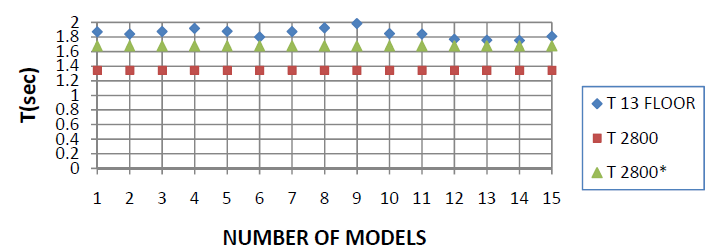 2
1.8
1.6
1.4
1.2
1
0.8
0.6
0.4
0.2
0
T(sec)
1 2 3 4 5 6 7 8 9 10 11 12 13 14 15
NUMBER OF MODELS
T 13 FLOOR
T 2800
T 2800*